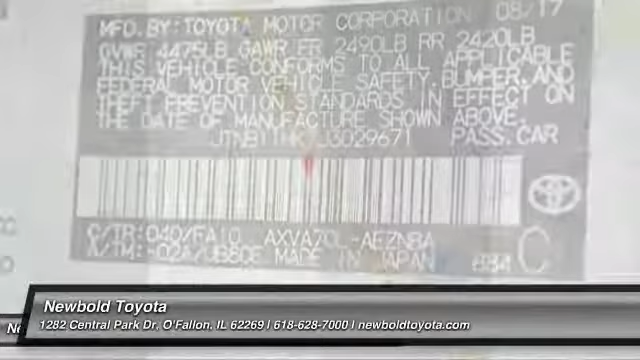 MFD. BY: TOYOTA MOTOR CORPORATION 08/17
GVWR 4475LB GAWR FR 2490LB RR 2420LB
THIS VEHICLE CONFORMS TO ALL APPLICABLE
FEDERAL MOTOR VEHICLE SAFETY, BUMPER, AND
THEFT PREVENTION STANDARDS IN EFFECT ON
THE DATE OF MANUFACTURE SHOWN ABOVE.
PASS. CAR
C/TR: 040/FA10 AXVA70L-AEZNBA
A/TM: MADE IN JAPAN C
Newbold Toyota
1282 Central Park Dr, O'Fallon, IL 62269 | 618-628-7000 | newboldtoyota.com